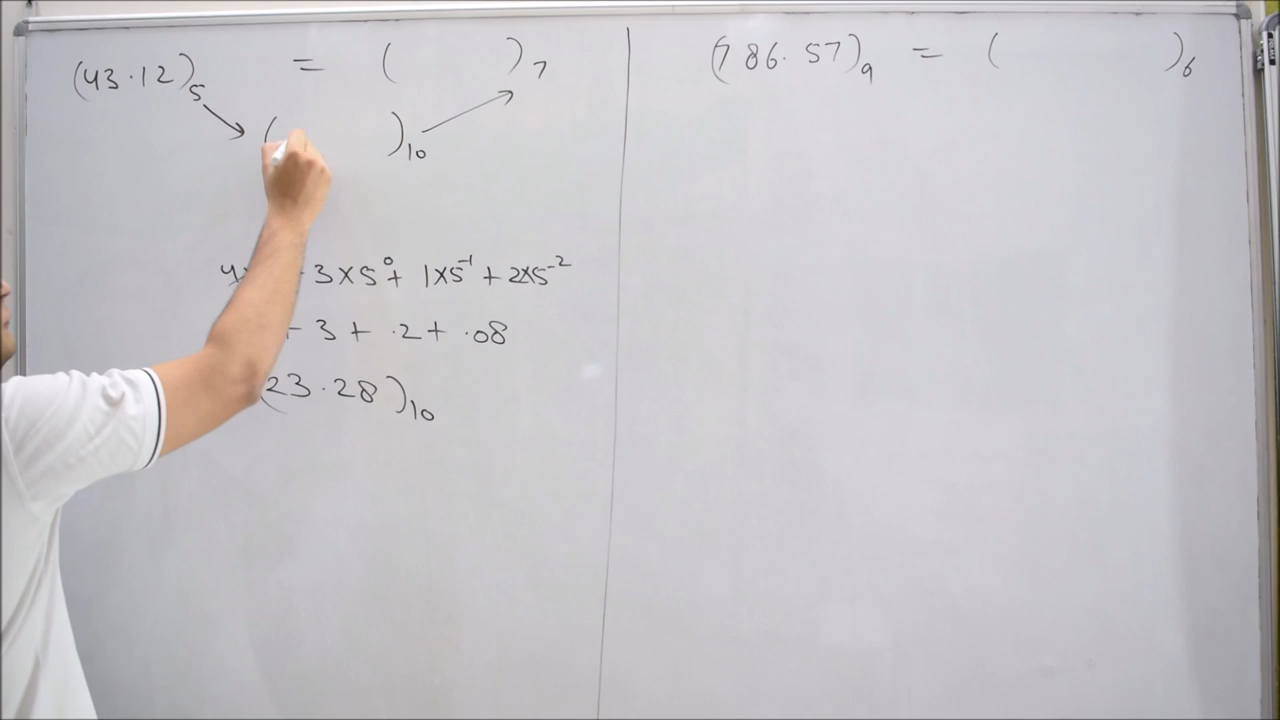 (43.12)₅ = (      )₇
(      )₁₀
4× 3×5⁰+ 1×5⁻¹ + 2×5⁻²
+ 3 + .2 + .08
(23.28)₁₀
(786.57)₉ = (      )₆